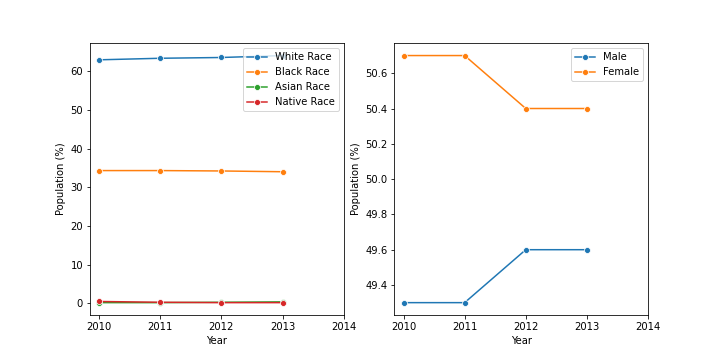 White Race
Black Race
Asian Race
Native Race
60
50
40
30
20
10
0
Population (%)
2010 2011 2012 2013 2014
Year
Male
Female
50.6
50.4
50.2
50.0
49.8
49.6
49.4
Population (%)
2010 2011 2012 2013 2014
Year